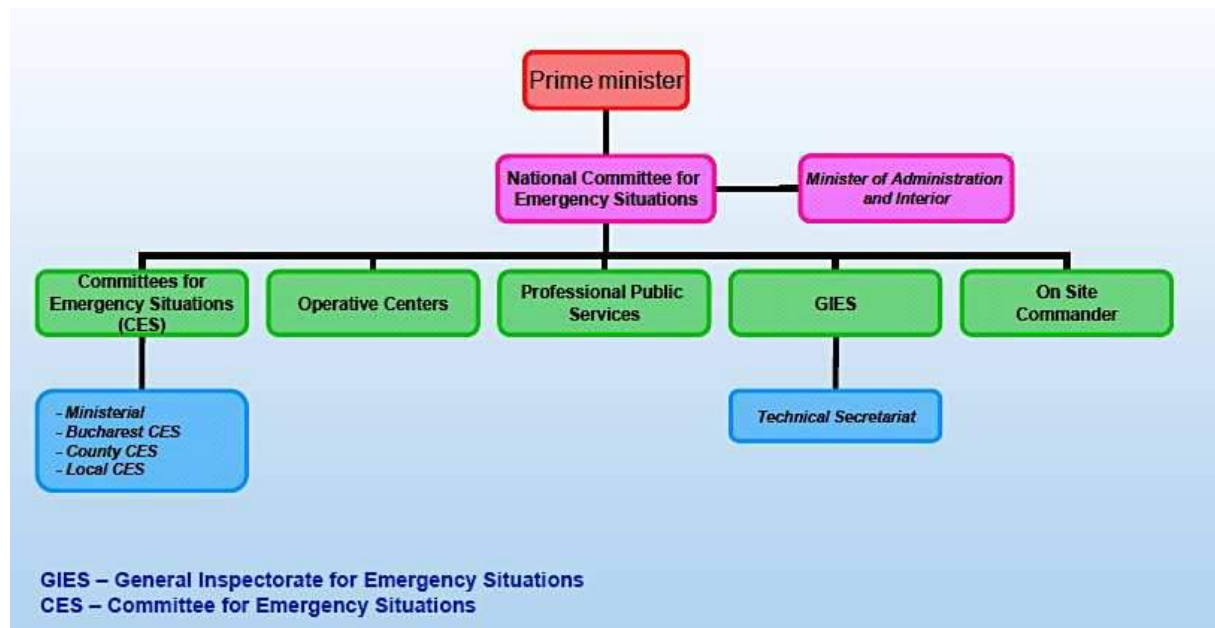 Prime minister
National Committee for
Emergency Situations
Minister of Administration
and Interior
Committees for
Emergency Situations
(CES)
Operative Centers
Professional Public
Services
GIES
On Site
Commander
- Ministerial
- Bucharest CES
- County CES
- Local CES
Technical Secretariat
GIES – General Inspectorate for Emergency Situations
CES – Committee for Emergency Situations